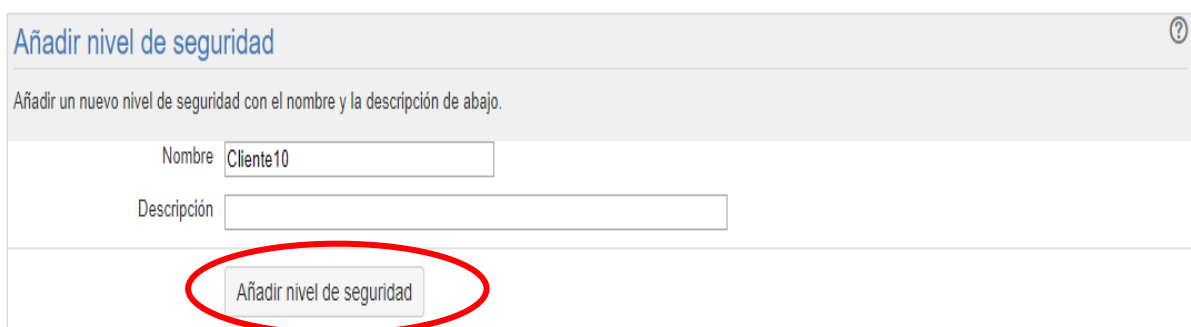 Añadir nivel de seguridad
Añadir un nuevo nivel de seguridad con el nombre y la descripción de abajo.
Nombre Cliente10
Descripción
Añadir nivel de seguridad